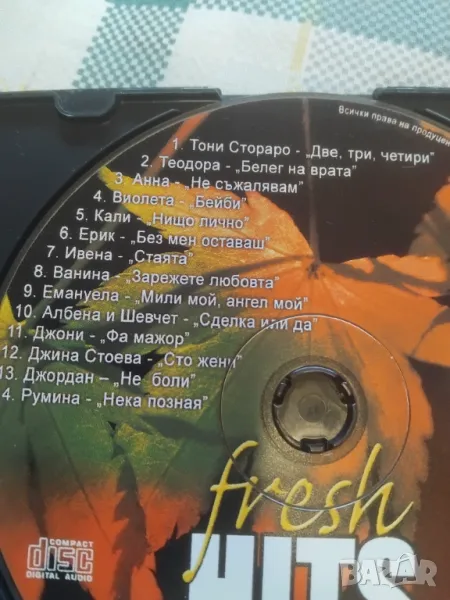 Всички права на продуцен
1. Тони Стораро - „Две, три, четири"
2. Теодора - „Белег на врата"
3. Анна - „Не съжалявам"
4. Виолета - „Бейби"
5. Кали - „Нищо лично"
6. Ерик - „Без мен оставаш"
7. Ивена - „Стаята"
8. Ванина - „Зарежете любовта"
9. Емануела - „Мили мой, ангел мой"
10. Албена и Шевчет - „Сделка или да"
11. Джони - „Фа мажор"
12. Джина Стоева - „Сто жени"
13. Джордан – „Не боли"
4. Румина - „Нека позная"
fresh
HITS
COMPACT
disc
DIGITAL AUDIO
BAZAR